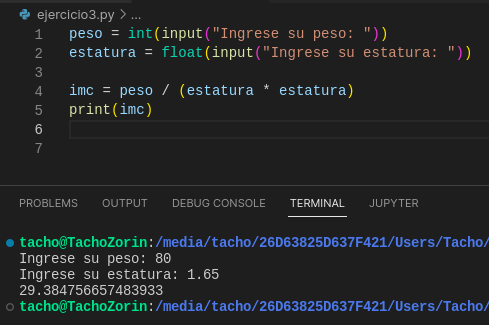 ejercicio3.py > ...
1 peso = int(input("Ingrese su peso: "))
2 estatura = float(input("Ingrese su estatura: "))
3
4 imc = peso / (estatura * estatura)
5 print(imc)
6
7
PROBLEMS OUTPUT DEBUG CONSOLE TERMINAL JUPYTER
tacho@TachoZorin:/media/tacho/26D63825D637F421/Users/Tacho/
Ingrese su peso: 80
Ingrese su estatura: 1.65
29.384756657483933
tacho@TachoZorin:/media/tacho/26D63825D637F421/Users/Tacho/